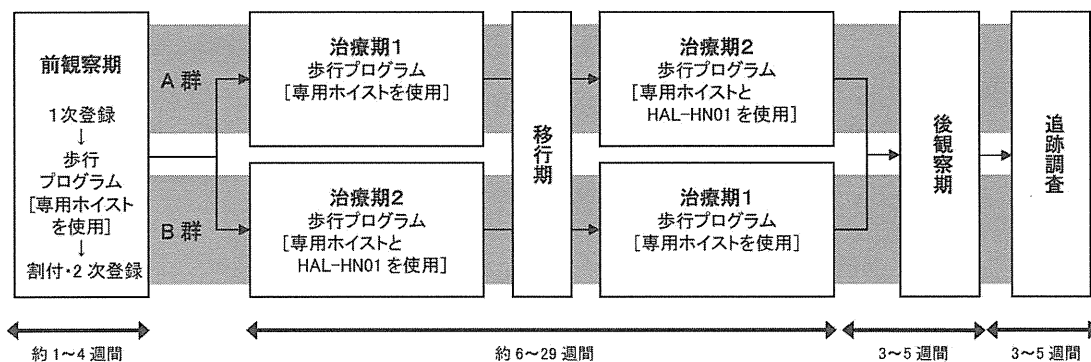 前観察期
1次登録
↓
歩行
プログラム
[専用ホイスト
を使用]
↓
割付・2次登録
A 群
B 群
治療期1
歩行プログラム
[専用ホイストを使用]
治療期2
歩行プログラム
[専用ホイストと
HAL-HN01を使用]
移行期
治療期2
歩行プログラム
[専用ホイストと
HAL-HN01を使用]
治療期1
歩行プログラム
[専用ホイストを使用]
後観察期
追跡調査
約1~4週間
約6~29週間
3~5週間
3~5週間